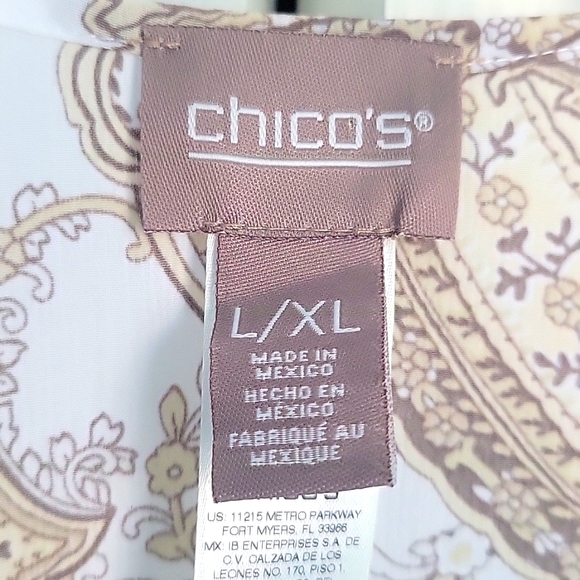 chico's®
L/XL
MADE IN
MEXICO
HECHO EN
MÉXICO
FABRIQUÉ AU
MEXIQUE
US: 11215 METRO PARKWAY
FORT MYERS, FL 33966
MX: IB ENTERPRISES S.A. DE
C.V. CALZADA DE LOS
LEONES NO. 170, PISO 1.